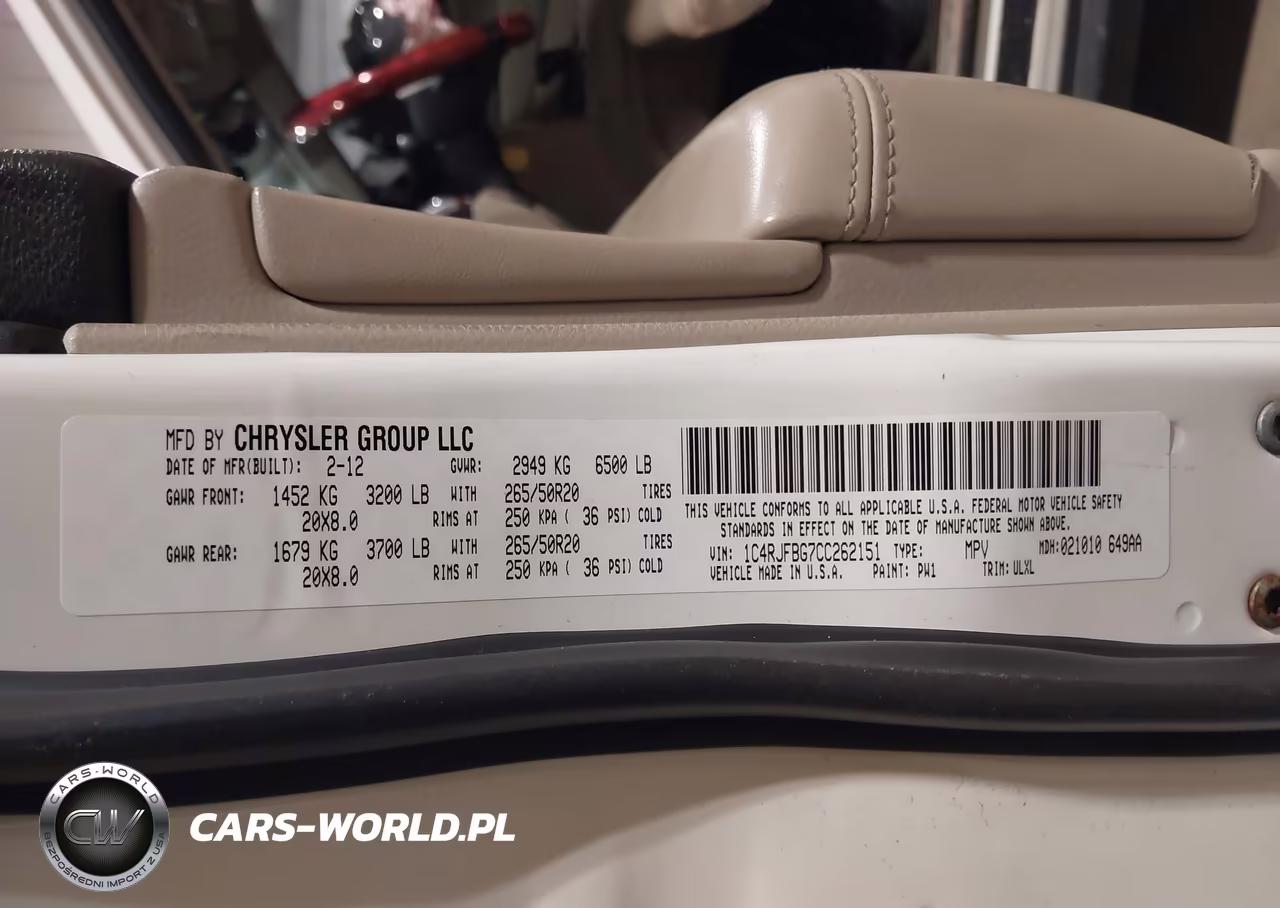 MFD BY CHRYSLER GROUP LLC
DATE OF MFR(BUILT): 2-12 GVWR: 2949 KG 6500 LB
GAWR FRONT: 1452 KG 3200 LB WITH 265/50R20 TIRES
20X8.0 RIMS AT 250 KPA ( 36 PSI) COLD
GAWR REAR: 1679 KG 3700 LB WITH 265/50R20 TIRES
20X8.0 RIMS AT 250 KPA ( 36 PSI) COLD
THIS VEHICLE CONFORMS TO ALL APPLICABLE U.S.A. FEDERAL MOTOR VEHICLE SAFETY
STANDARDS IN EFFECT ON THE DATE OF MANUFACTURE SHOWN ABOVE.
VIN: 1C4RJFBG7CC262151 TYPE: MPV MDH:021010 649AA
VEHICLE MADE IN U.S.A. PAINT: PW1 TRIM: ULXL
CARS-WORLD
CW
BEZPOŚREDNI IMPORT Z USA
CARS-WORLD.PL